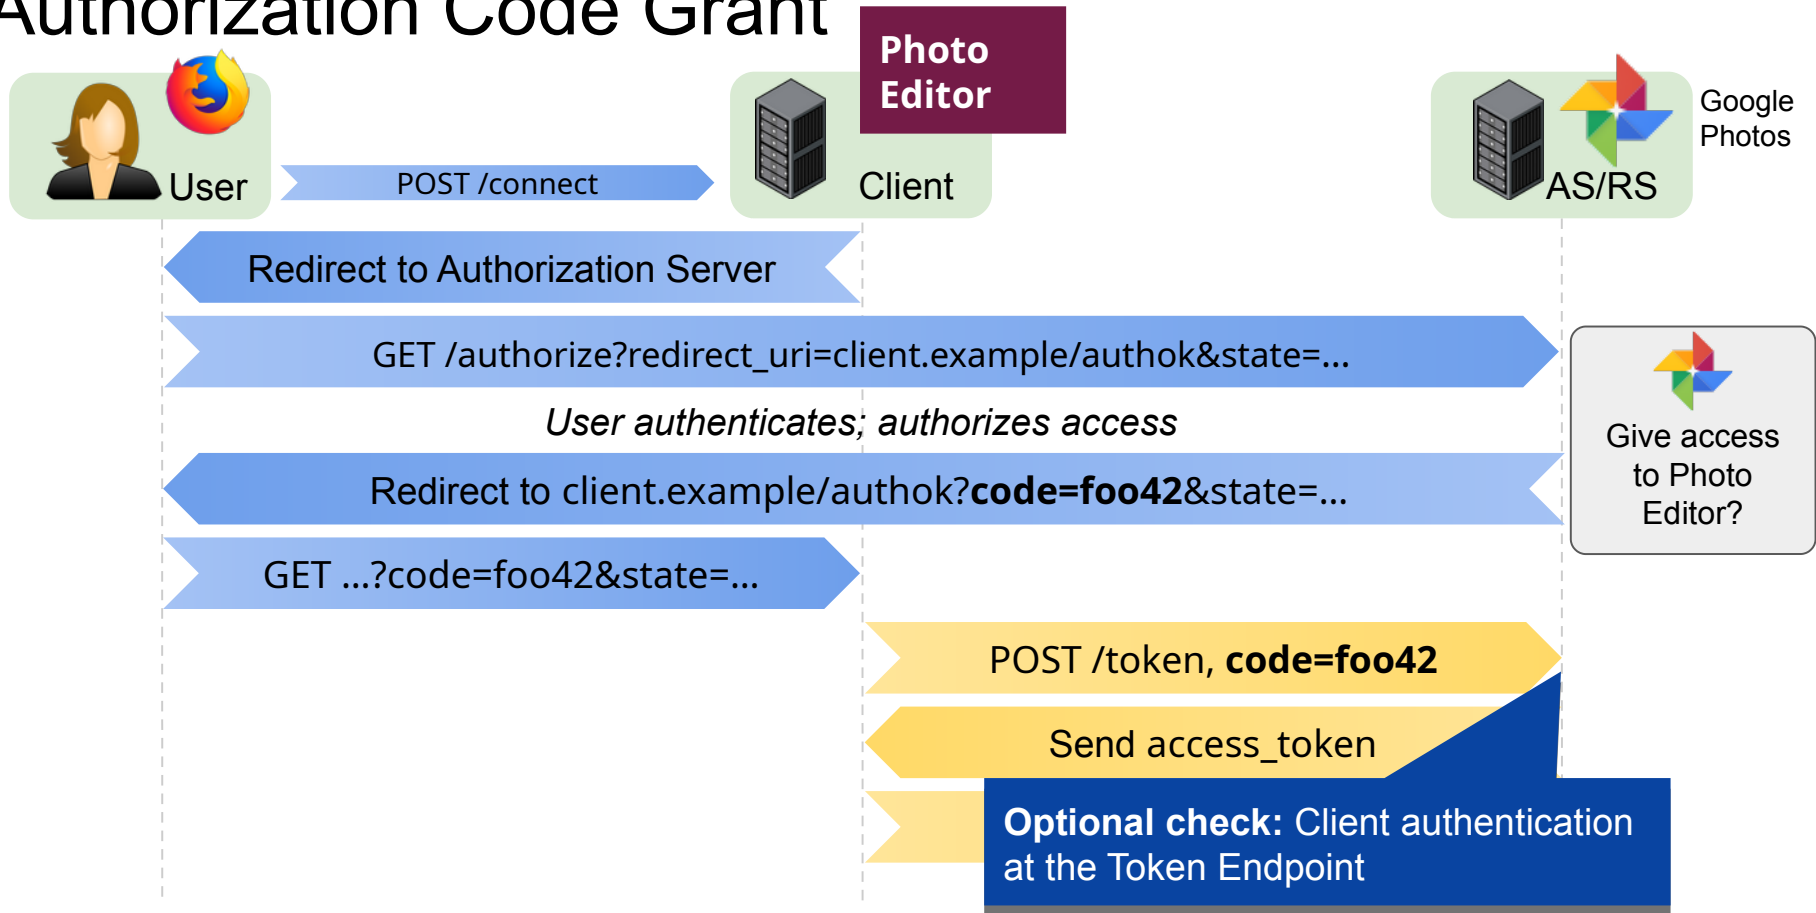 Authorization Code Grant
Photo
Editor
Google
Photos
User
POST /connect
Client
AS/RS
Redirect to Authorization Server
GET /authorize?redirect_uri=client.example/authok&state=...
User authenticates; authorizes access
Give access
to Photo
Editor?
Redirect to client.example/authok?code=foo42&state=...
GET ...?code=foo42&state=...
POST /token, code=foo42
Send access_token
Optional check: Client authentication
at the Token Endpoint